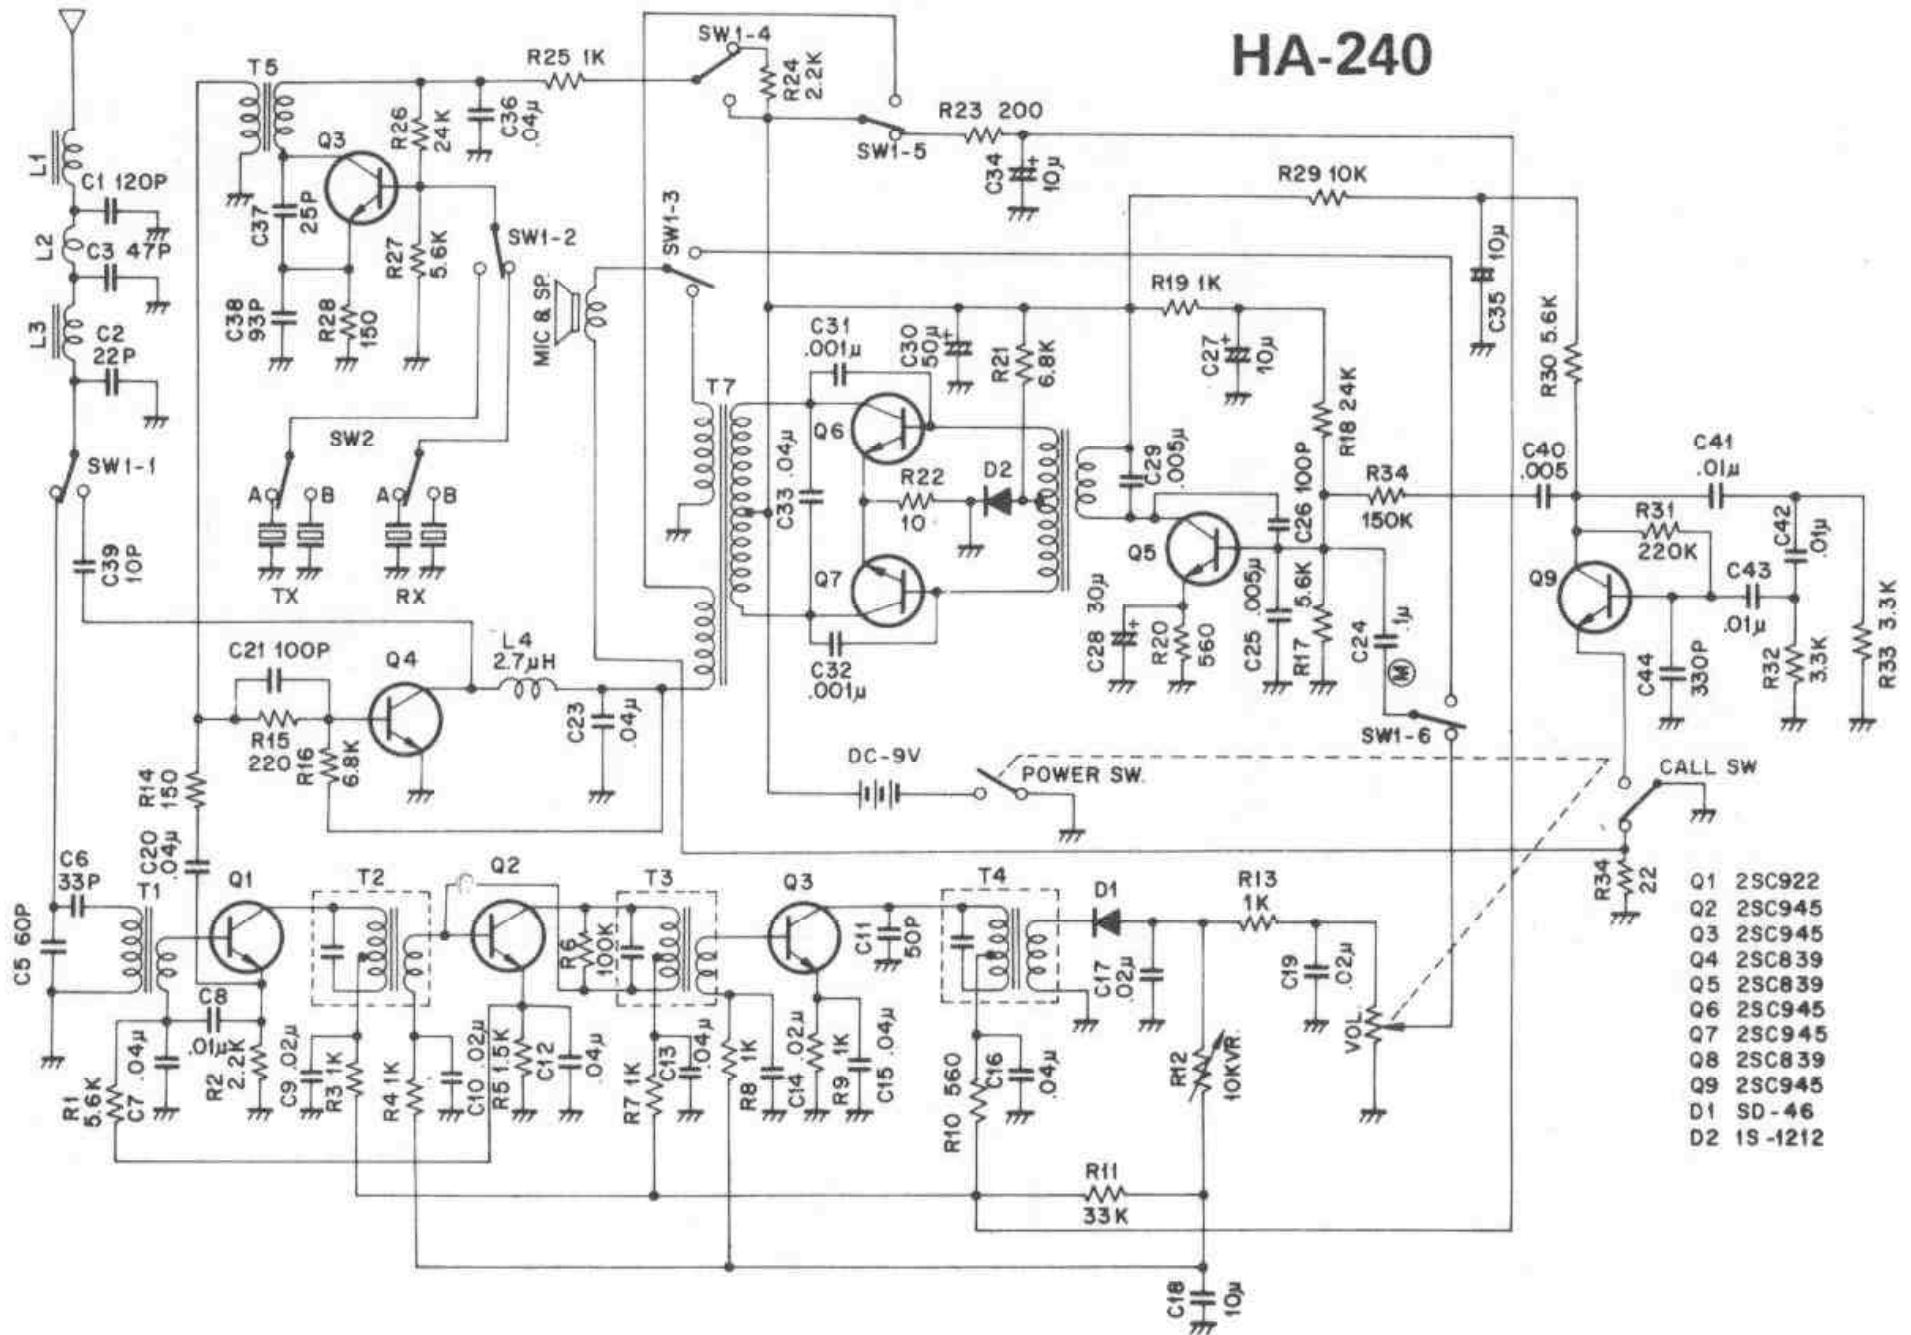 HA-240
SW1-4
R25 1K
R24 2.2K
T5
R23 200
SW1-5
C36 .04µ
R26 24K
Q3
L1
C1 120P
C34 10µ
R29 10K
C37 25P
SW1-3
L2
C3 47P
R27 5.6K
SW1-2
C35 10µ
MIC & SP.
R19 1K
L3
C2 22P
C38 93P
R28 150
C31 .001µ
C30 50µ
R21 6.8K
C27 10µ
R30 5.6K
T7
R18 24K
SW2
Q6
C33 .04µ
C29 .005µ
C40 .005
C41 .01µ
SW1-1
R22 10
D2
C26 100P
R34 150K
A B A B
R31 220K
C42 .01µ
C39 10P
Q5
TX RX
Q7
C28 30µ
R20 560
C25 .005µ
R17 5.6K
C24 .1µ
Q9
C43 .01µ
C21 100P
Q4
L4 2.7µH
C32 .001µ
M
C44 330P
R32 3.3K
R33 3.3K
R15 220
R16 6.8K
C23 .04µ
SW1-6
R14 150
DC-9V
POWER SW.
CALL SW
C20 .04µ
C6 33P
T1
Q1
T2
Q2
T3
Q3
T4
D1
R13 1K
R34 22
C5 60P
R6 100K
C11 50P
C17 .02µ
C19 .02µ
C8 .01µ
VOL.
R1 5.6K
C7 .04µ
R2 2.2K
C9 .02µ
R3 1K
R4 1K
C10 .02µ
R5 1.5K
C12 .04µ
R7 1K
C13 .04µ
R8 1K
C14 .02µ
R9 1K
C15 .04µ
R10 560
C16 .04µ
R12 10KVR.
R11 33K
C18 10µ
Q1 2SC922
Q2 2SC945
Q3 2SC945
Q4 2SC839
Q5 2SC839
Q6 2SC945
Q7 2SC945
Q8 2SC839
Q9 2SC945
D1 SD-46
D2 1S-1212